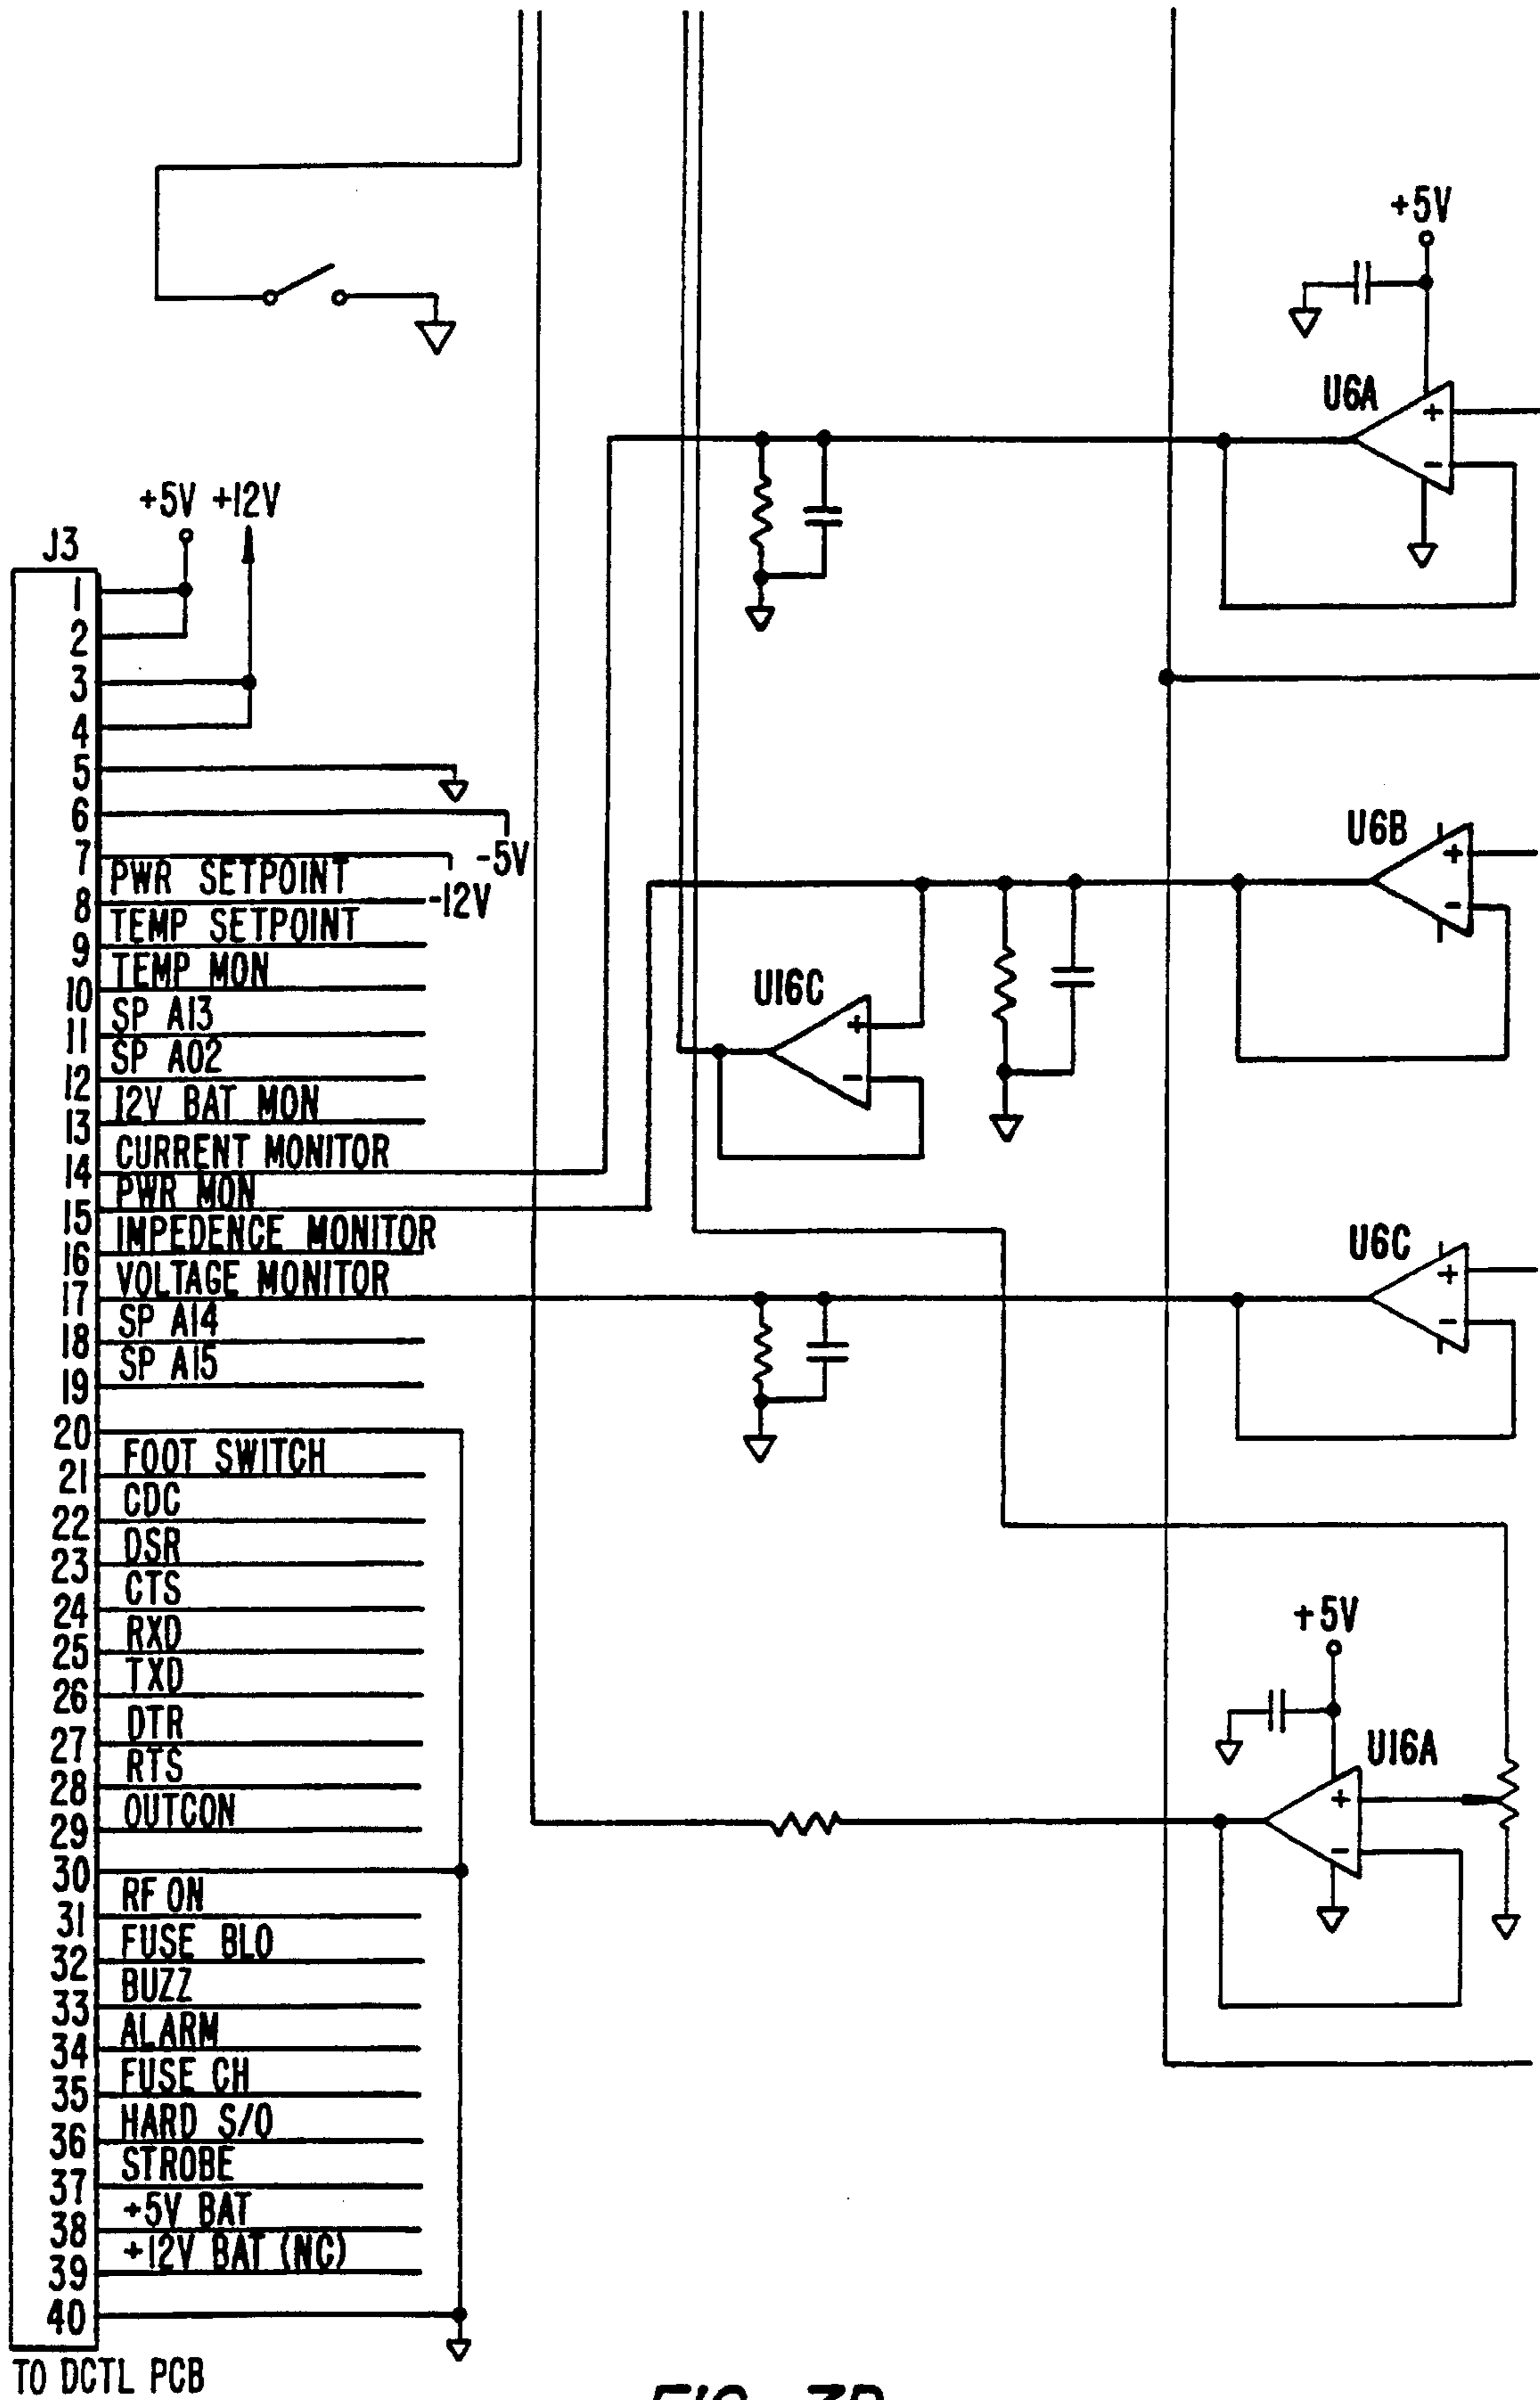 +5V
U6A
+
-
+5V +12V
J3
1
2
3
4
5
6
-5V
7
-12V
PWR SETPOINT
8
TEMP SETPOINT
9
TEMP MON
10
SP AI3
11
SP AO2
12
12V BAT MON
13
CURRENT MONITOR
14
PWR MON
15
IMPEDENCE MONITOR
16
VOLTAGE MONITOR
17
SP AI4
18
SP AI5
19
20
FOOT SWITCH
21
CDC
22
DSR
23
CTS
24
RXD
25
TXD
26
DTR
27
RTS
28
OUTCON
29
30
RF ON
31
FUSE BLO
32
BUZZ
33
ALARM
34
FUSE CH
35
HARD S/O
36
STROBE
37
+5V BAT
38
+12V BAT (NC)
39
40
TO DCTL PCB
U6B
+
-
U16C
+
-
U6C
+
-
+5V
U16A
+
-